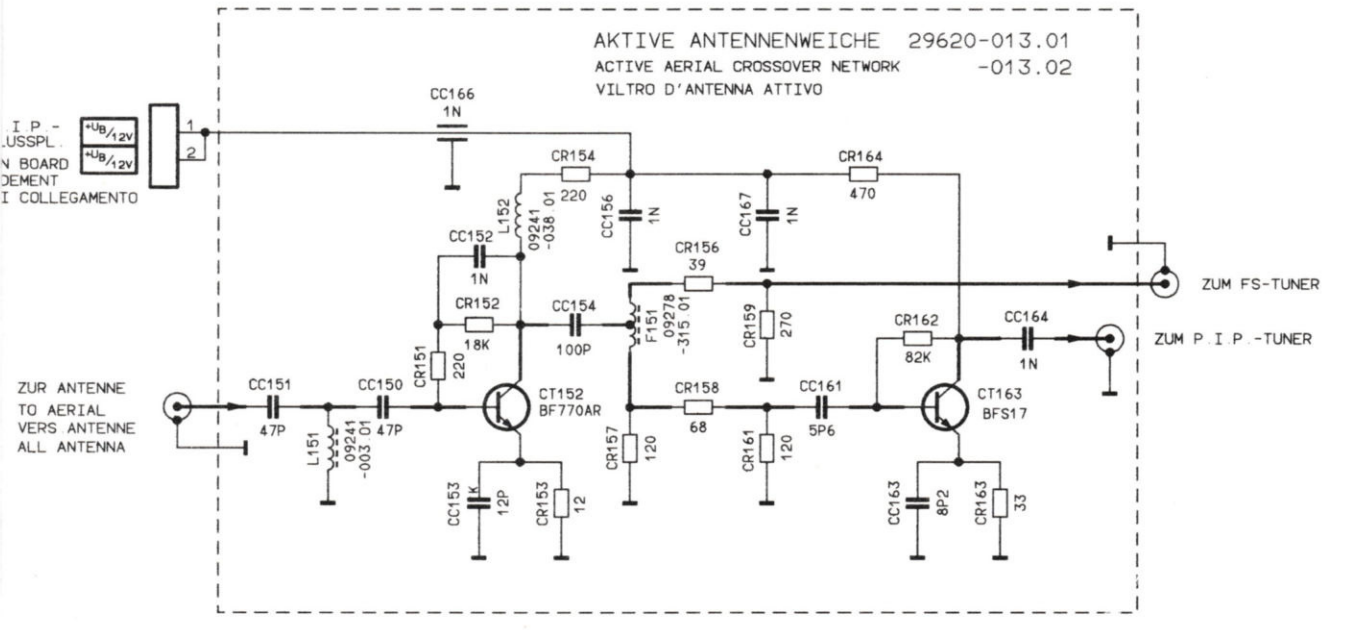 AKTIVE ANTENNENWEICHE 29620-013.01
ACTIVE AERIAL CROSSOVER NETWORK -013.02
VILTRO D'ANTENNA ATTIVO
.I.P.-
LUSSPL.
N BOARD
DEMENT
I COLLEGAMENTO
+UB/12V
+UB/12V
1
2
CC166
1N
CR154
220
L152
09241
-038.01
CC156
1N
CC167
1N
CR164
470
CC152
1N
CR152
18K
CR151
220
CC154
100P
F151
09278
-315.01
CR156
39
CR159
270
ZUM FS-TUNER
CR162
82K
CC164
1N
ZUM P.I.P.-TUNER
ZUR ANTENNE
TO AERIAL
VERS ANTENNE
ALL ANTENNA
CC151
47P
L151
09241
-003.01
CC150
47P
CT152
BF770AR
CC153
K
12P
CR153
12
CR157
120
CR158
68
CR161
120
CC161
5P6
CT163
BFS17
CC163
8P2
CR163
33